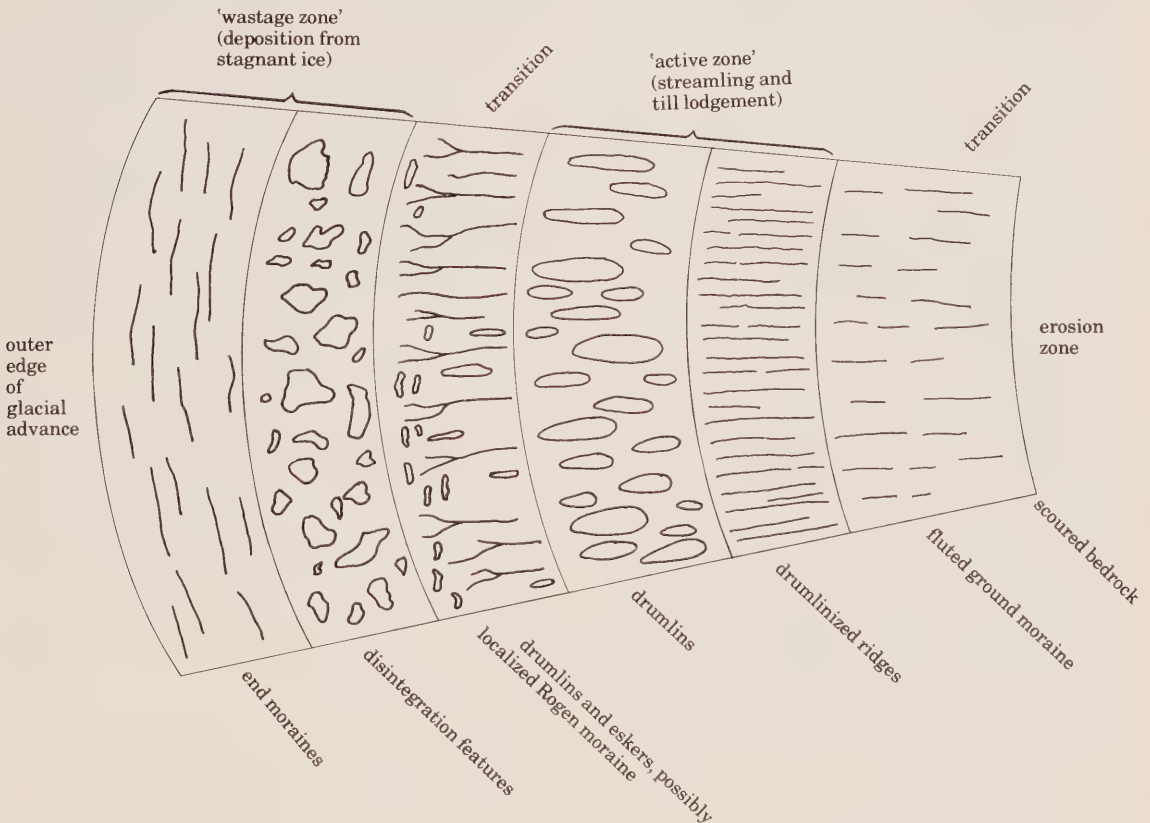 ‘wastage zone’
(deposition from
stagnant ice)
transition
‘active zone’
(streamling and
till lodgement)
transition
outer
edge
of
glacial
advance
erosion
zone
end moraines
disintegration features
drumlins and eskers, possibly
localized Rogen moraine
drumlins
drumlinized ridges
fluted ground moraine
scoured bedrock